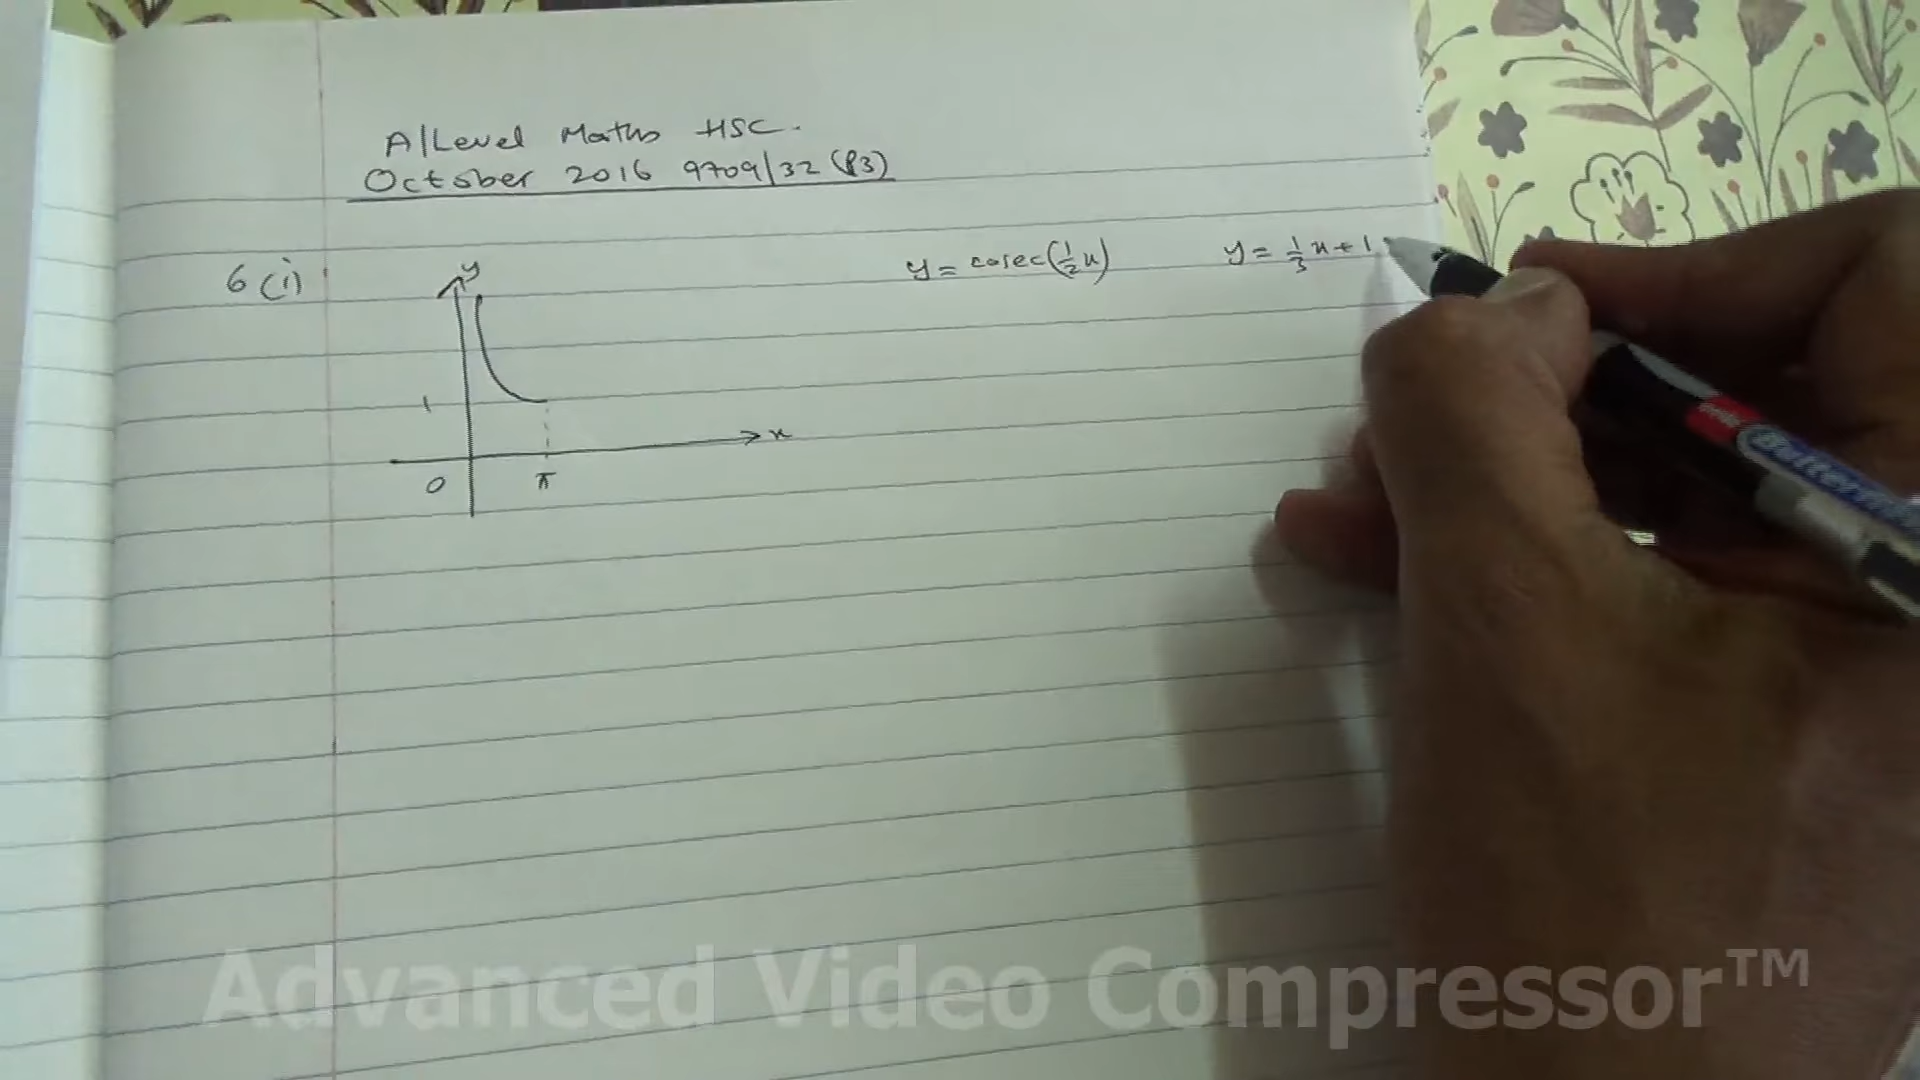 A/Level Maths HSC.
October 2016 9709/32 (P3)
6 (i)
y = cosec(½x)
y = ⅓x + 1
y
1
x
0
π
Advanced Video Compressor™